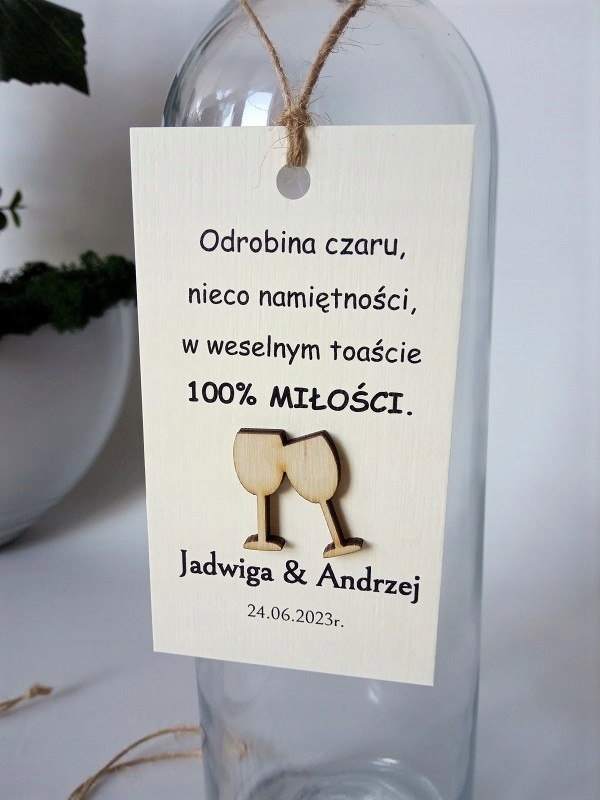 Odrobina czaru,
nieco namiętności,
w weselnym toaście
100% MIŁOŚCI.
Jadwiga & Andrzej
24.06.2023r.